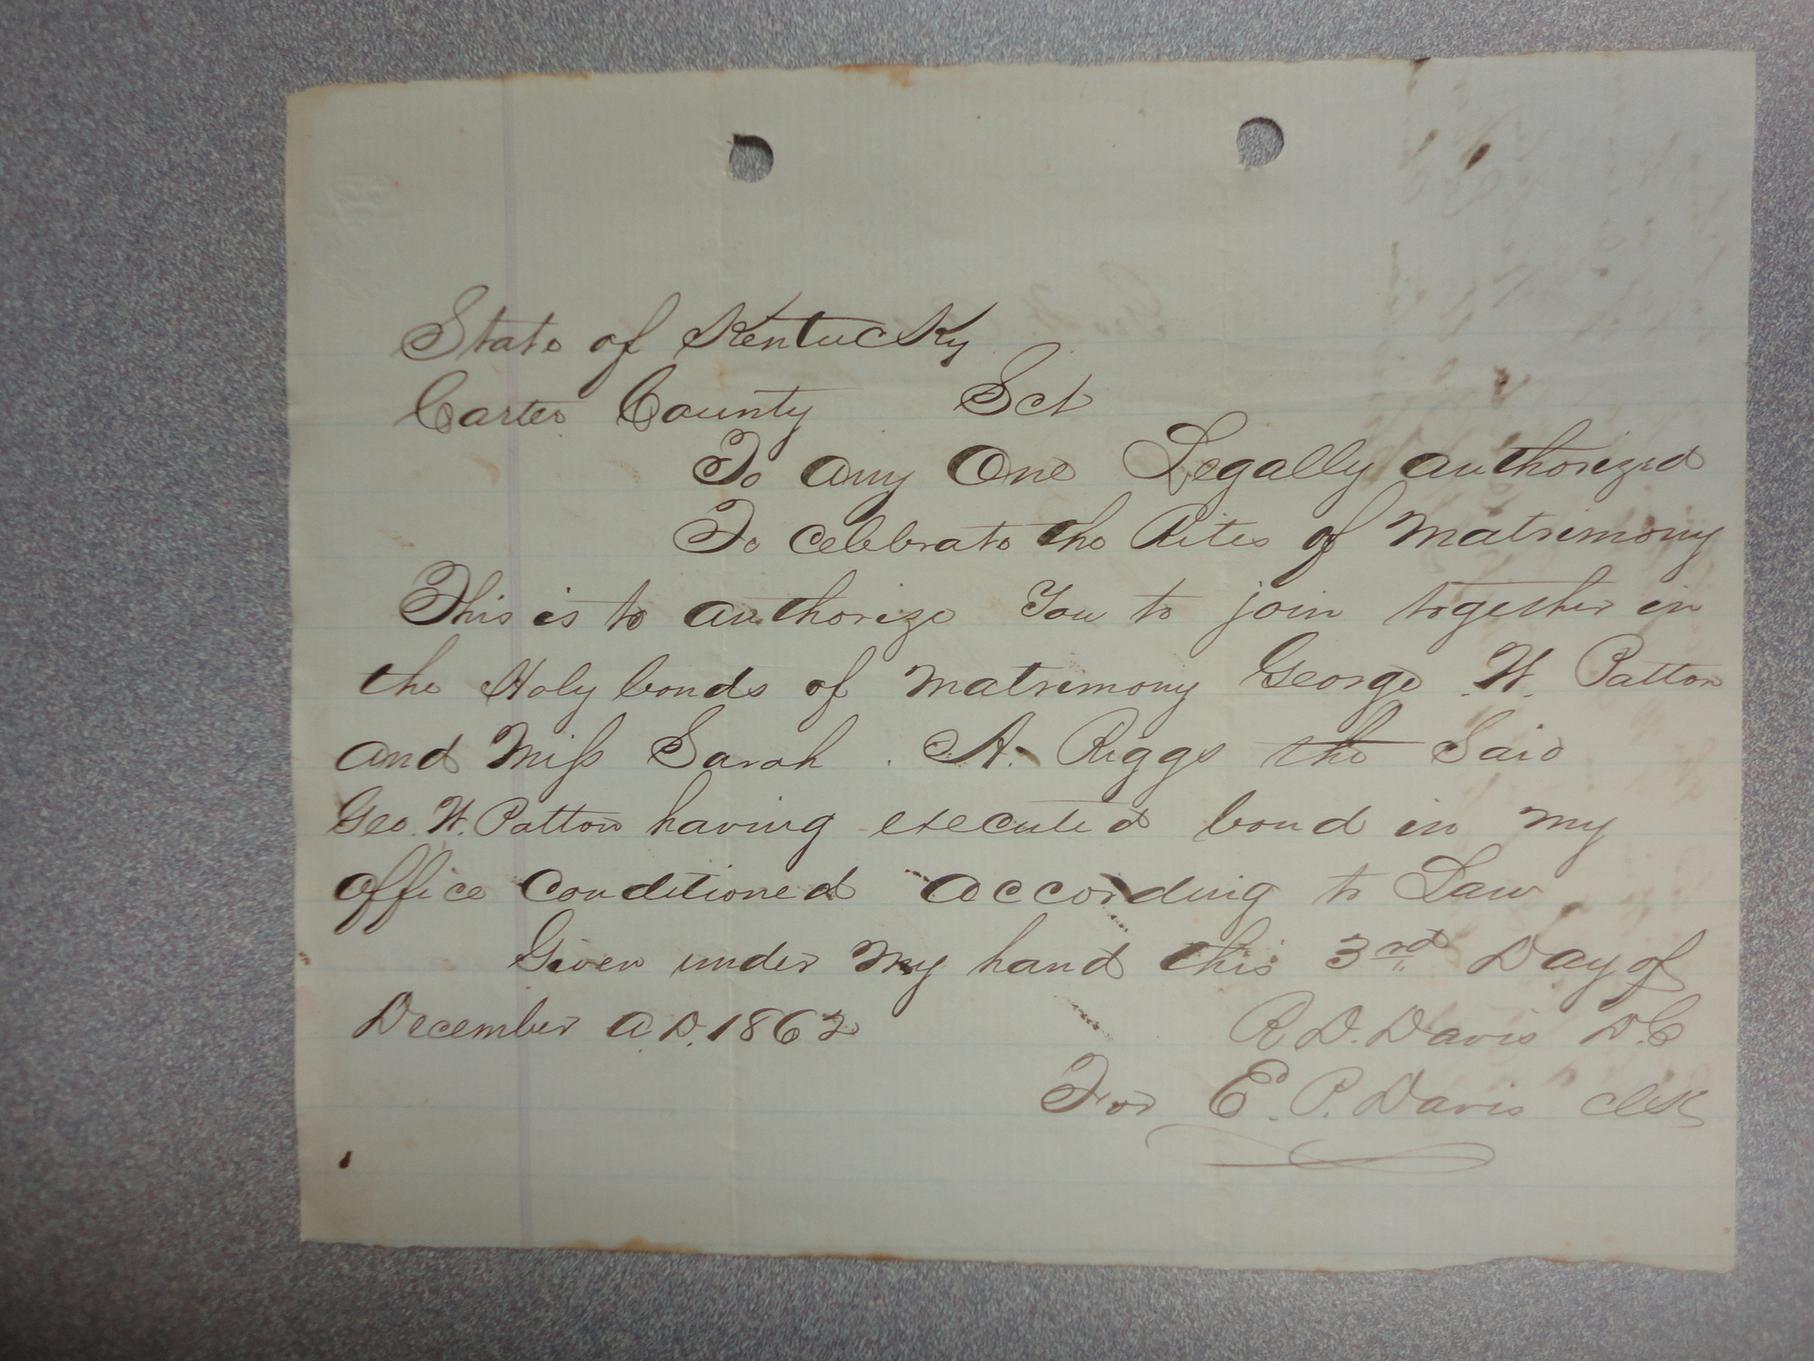 State of Kentucky
Carter County Sct
To any One Legally authorized
To celebrate the Rites of Matrimony
This is to authorize You to join together in
the Holy bonds of Matrimony George W. Patton
and Miss Sarah A. Riggs the Said
Geo. W. Patton having executed bond in my
office conditioned according to Law
Given under my hand this 3rd Day of
December A.D. 1862
R. D. Davis D.C
For E. P. Davis Clk